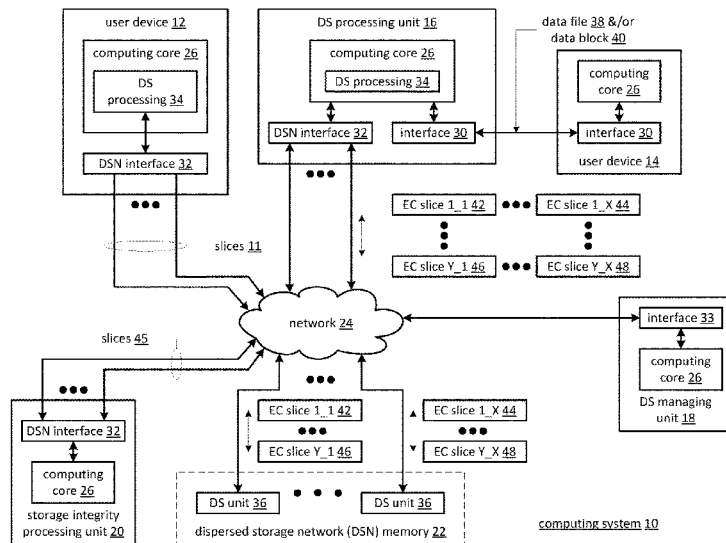 user device 12
computing core 26
DS
processing 34
DSN interface 32
DS processing unit 16
computing core 26
DS processing 34
DSN interface 32
interface 30
data file 38 &/or
data block 40
computing
core 26
interface 30
user device 14
slices 11
EC slice 1_1 42
EC slice 1_X 44
EC slice Y_1 46
EC slice Y_X 48
network 24
interface 33
computing
core 26
DS managing
unit 18
slices 45
DSN interface 32
computing
core 26
storage integrity
processing unit 20
EC slice 1_1 42
EC slice Y_1 46
EC slice 1_X 44
EC slice Y_X 48
DS unit 36
DS unit 36
dispersed storage network (DSN) memory 22
computing system 10